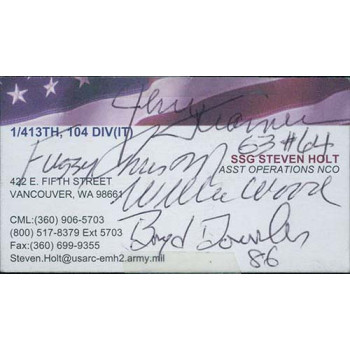 Jerry
Kramer
1/413TH, 104 DIV(IT)
63 #64
Fuzzy Thurston
SSG STEVEN HOLT
ASST OPERATIONS NCO
422 E. FIFTH STREET
VANCOUVER, WA 98661
Willie Wood
CML:(360) 906-5703
(800) 517-8379 Ext 5703
Boyd Dowler
86
Fax:(360) 699-9355
Steven.Holt@usarc-emh2.army.mil